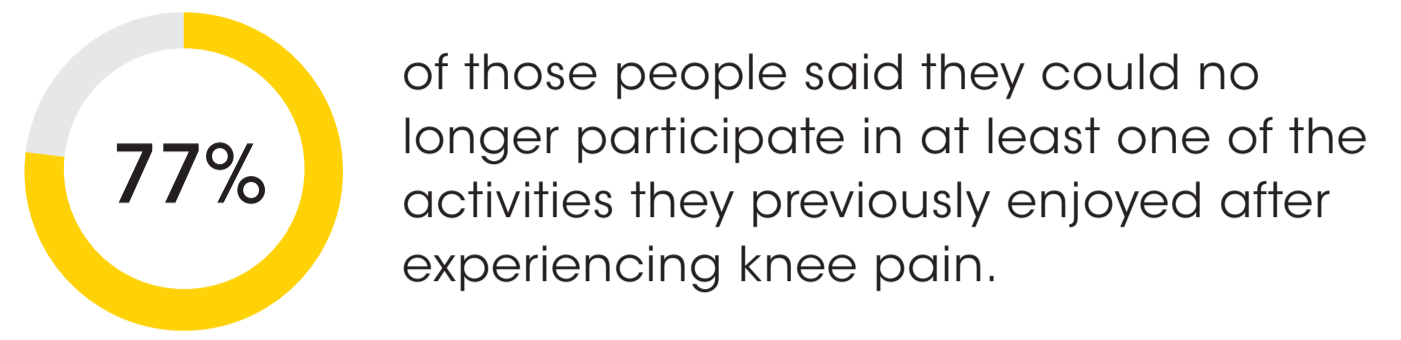 77%
of those people said they could no
longer participate in at least one of the
activities they previously enjoyed after
experiencing knee pain.